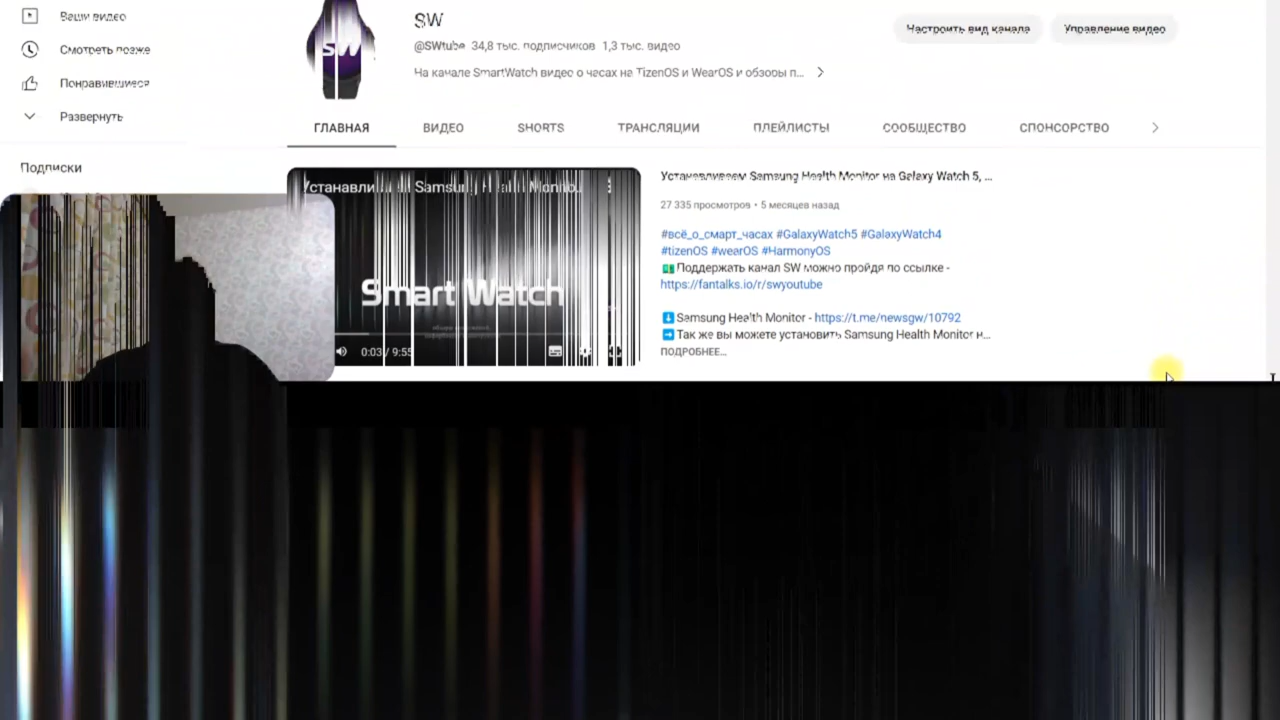 Ваши видео
Смотреть позже
Понравившиеся
Развернуть
Подписки
SW
SW
@SWtube 34,8 тыс. подписчиков 1,3 тыс. видео
На канале SmartWatch видео о часах на TizenOS и WearOS и обзоры п...
Настроить вид канала
Управление видео
ГЛАВНАЯ
ВИДЕО
SHORTS
ТРАНСЛЯЦИИ
ПЛЕЙЛИСТЫ
СООБЩЕСТВО
СПОНСОРСТВО
Smart Watch
0:03 / 9:55
Устанавливаем Samsung Health Monitor на Galaxy Watch 5, ...
27 335 просмотров • 5 месяцев назад
#всё_о_смарт_часах #GalaxyWatch5 #GalaxyWatch4
#tizenOS #wearOS #HarmonyOS
Поддержать канал SW можно пройдя по ссылке -
https://fantalks.io/r/swyoutube
Samsung Health Monitor - https://t.me/newsgw/10792
Так же вы можете установить Samsung Health Monitor н...
ПОДРОБНЕЕ...